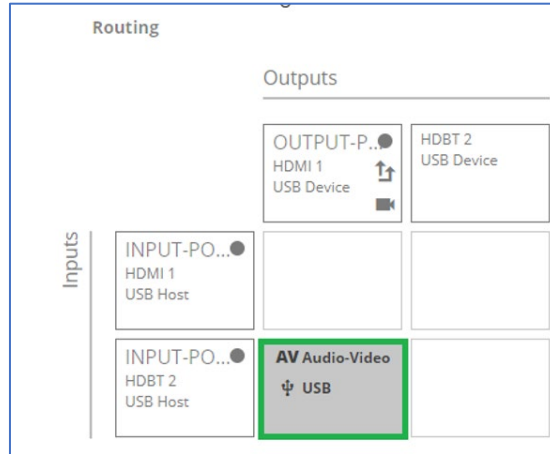 Routing
Outputs
OUTPUT-P...
HDMI 1
USB Device
HDBT 2
USB Device
Inputs
INPUT-PO...
HDMI 1
USB Host
INPUT-PO...
HDBT 2
USB Host
AV Audio-Video
USB